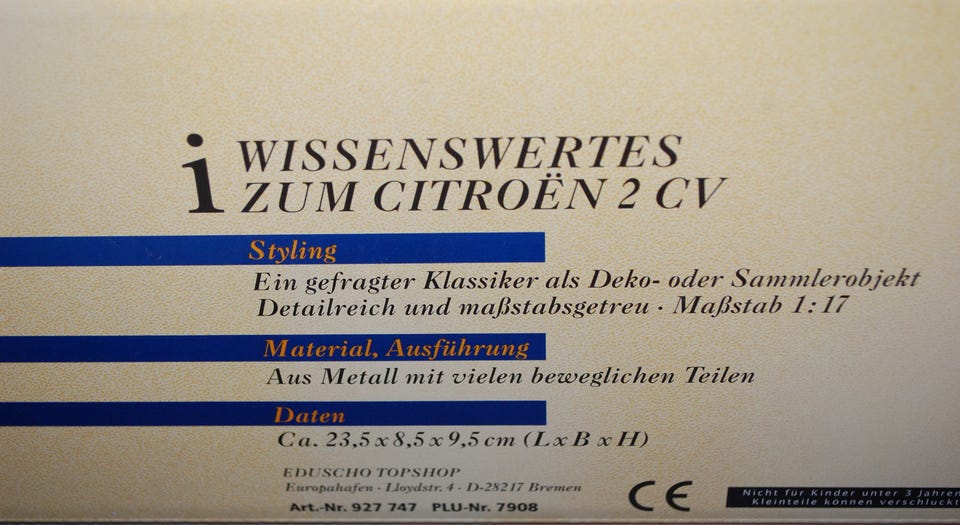 i WISSENSWERTES
ZUM CITROËN 2 CV
Styling
Ein gefragter Klassiker als Deko- oder Sammlerobjekt
Detailreich und maßstabsgetreu · Maßstab 1:17
Material, Ausführung
Aus Metall mit vielen beweglichen Teilen
Daten
Ca. 23,5 x 8,5 x 9,5 cm (L x B x H)
EDUSCHO TOPSHOP
Europahafen · Lloydstr. 4 · D-28217 Bremen
Art.-Nr. 927 747 PLU-Nr. 7908
CE
Nicht für Kinder unter 3 Jahren
Kleinteile können verschluckt